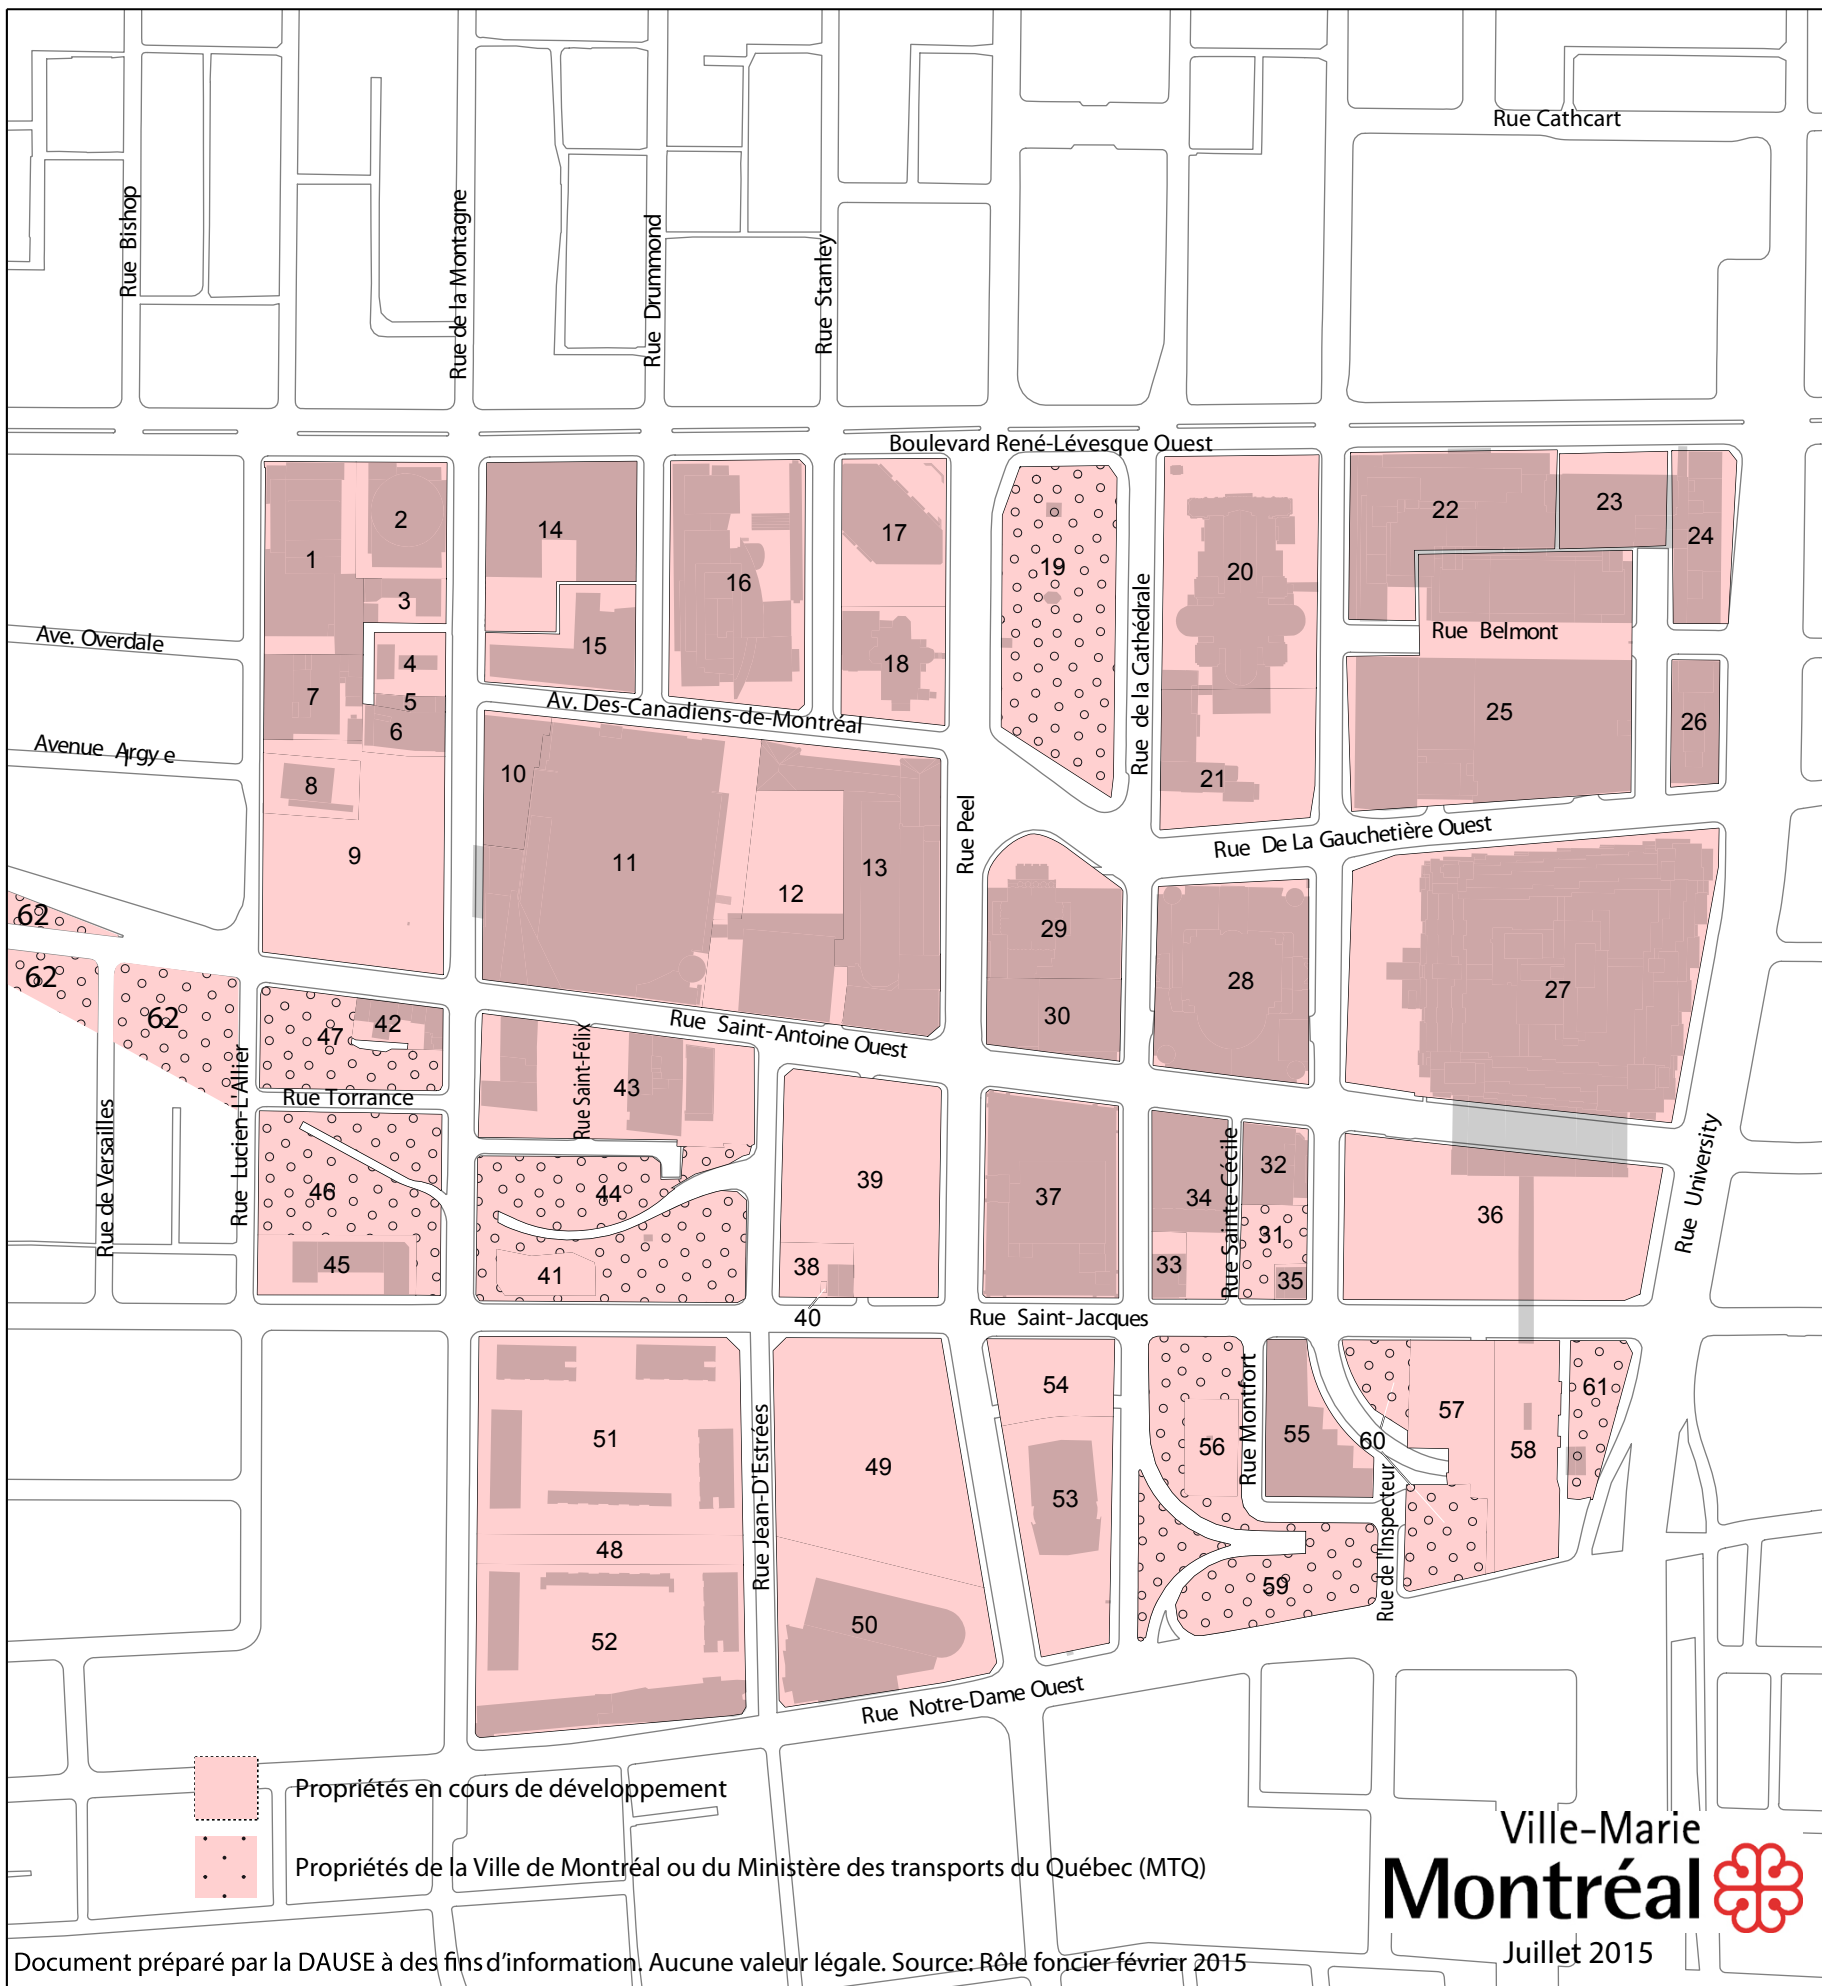 Rue Cathcart
Rue Bishop
Rue de la Montagne
Rue Drummond
Rue Stanley
Boulevard René-Lévesque Ouest
1
2
3
4
5
6
7
8
9
14
15
16
17
18
19
20
21
22
23
24
25
26
Ave. Overdale
Avenue Argy e
Av. Des-Canadiens-de-Montréal
Rue de la Cathédrale
Rue Belmont
Rue De La Gauchetière Ouest
Rue Peel
10
11
12
13
27
28
29
30
62
62
62
47
42
Rue Saint-Antoine Ouest
Rue Saint-Félix
43
Rue Torrance
Rue de Versailles
Rue Lucien-L'Allier
46
45
44
41
39
38
40
37
34
33
Rue Sainte-Cécile
32
31
35
36
Rue University
Rue Saint-Jacques
51
48
52
Rue Jean-D'Estrées
49
50
54
53
56
Rue Montfort
55
60
57
58
61
59
Rue de l'Inspecteur
Rue Notre-Dame Ouest
Propriétés en cours de développement
Propriétés de la Ville de Montréal ou du Ministère des transports du Québec (MTQ)
Ville-Marie
Montréal
Juillet 2015
Document préparé par la DAUSE à des fins d'information. Aucune valeur légale. Source: Rôle foncier février 2015